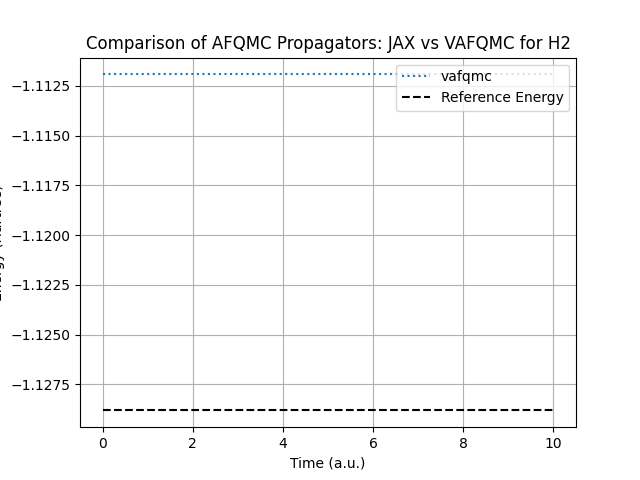 Comparison of AFQMC Propagators: JAX vs VAFQMC for H2
vafqmc
Reference Energy
−1.1125
−1.1150
−1.1175
−1.1200
−1.1225
−1.1250
−1.1275
0 2 4 6 8 10
Time (a.u.)